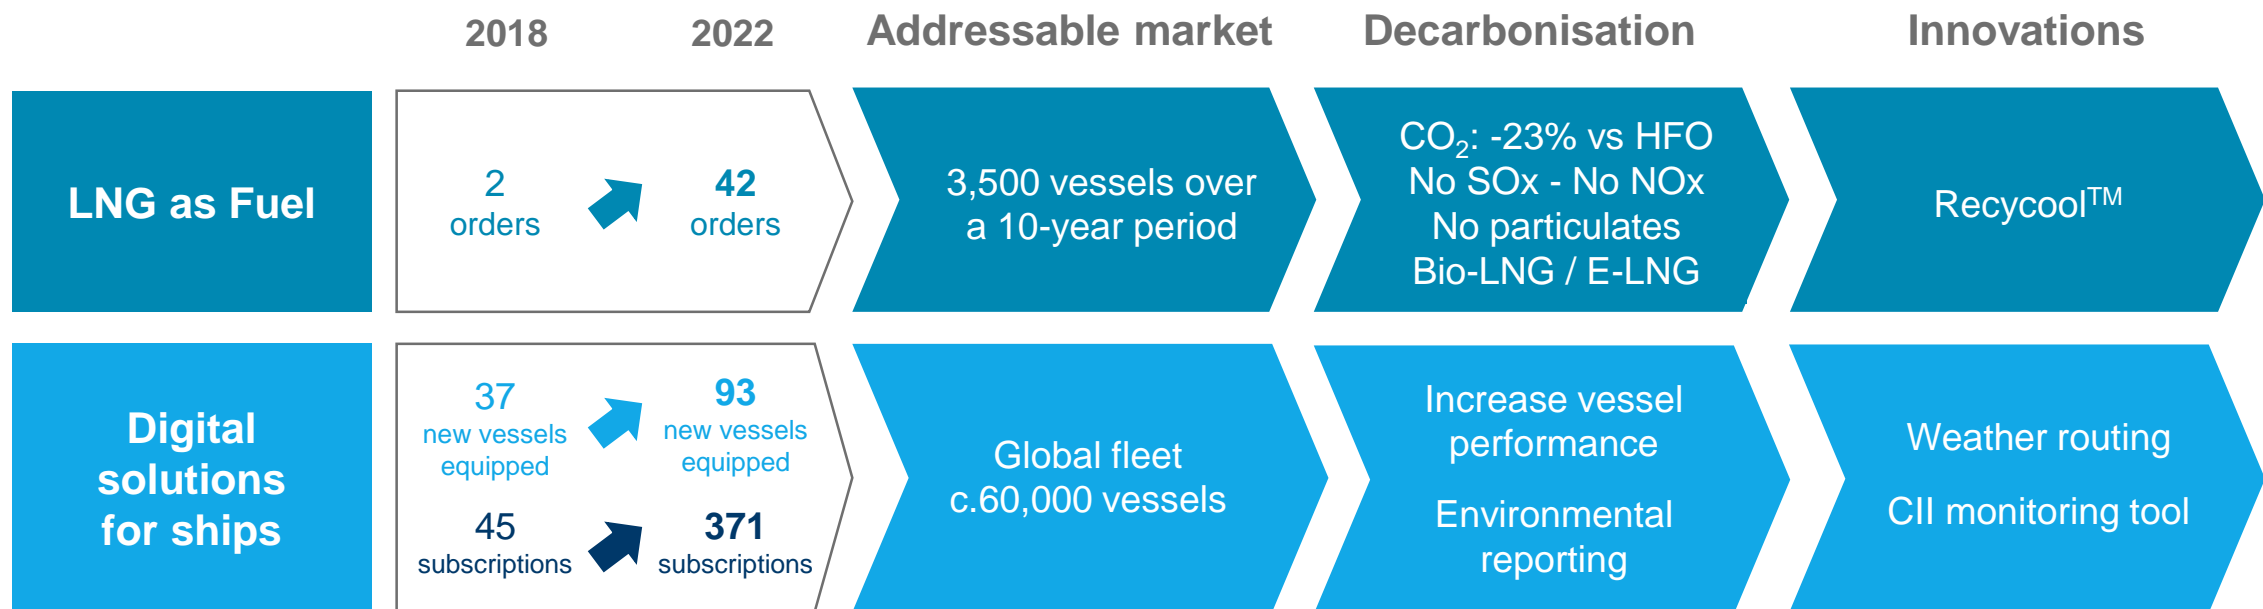 2018
2022
Addressable market
Decarbonisation
Innovations
LNG as Fuel
2
orders
42
orders
3,500 vessels over
a 10-year period
CO₂: -23% vs HFO
No SOx - No NOx
No particulates
Bio-LNG / E-LNG
Recycool™
Digital
solutions
for ships
37
new vessels
equipped
93
new vessels
equipped
45
subscriptions
371
subscriptions
Global fleet
c.60,000 vessels
Increase vessel
performance
Environmental
reporting
Weather routing
CII monitoring tool